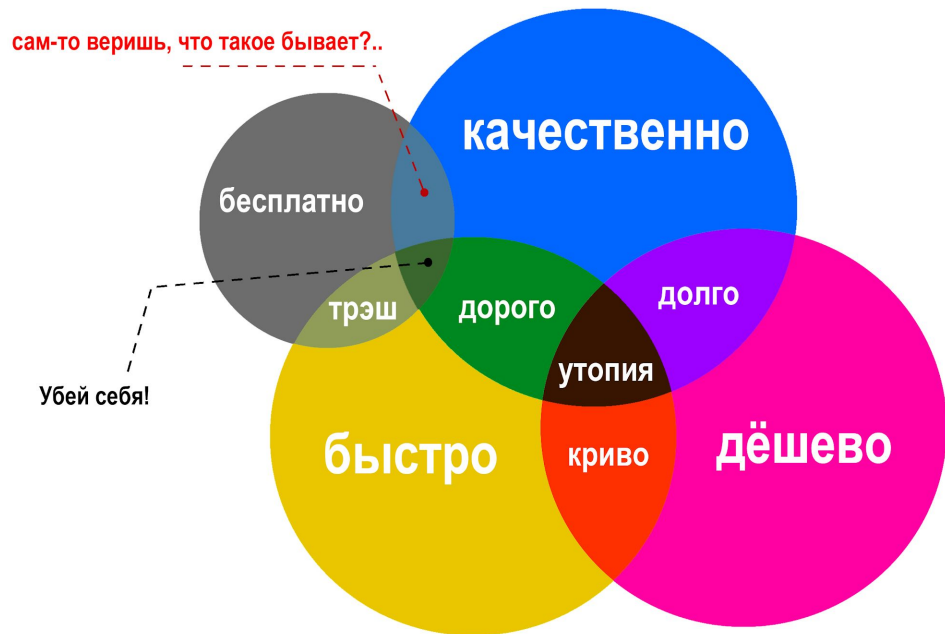 сам-то веришь, что такое бывает?..
качественно
бесплатно
долго
трэш
дорого
утопия
Убей себя!
быстро
криво
дёшево